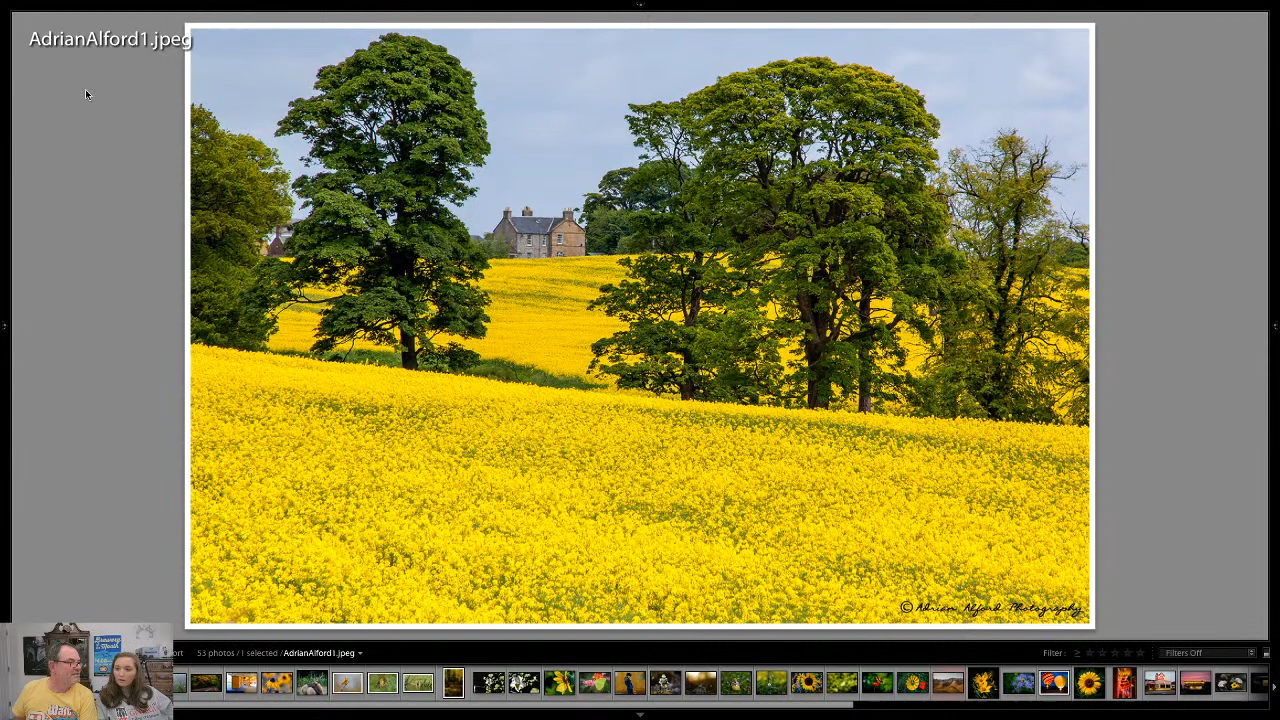 AdrianAlford1.jpeg
© Adrian Alford Photography
53 photos / 1 selected / AdrianAlford1.jpeg
Filter:
Filters Off